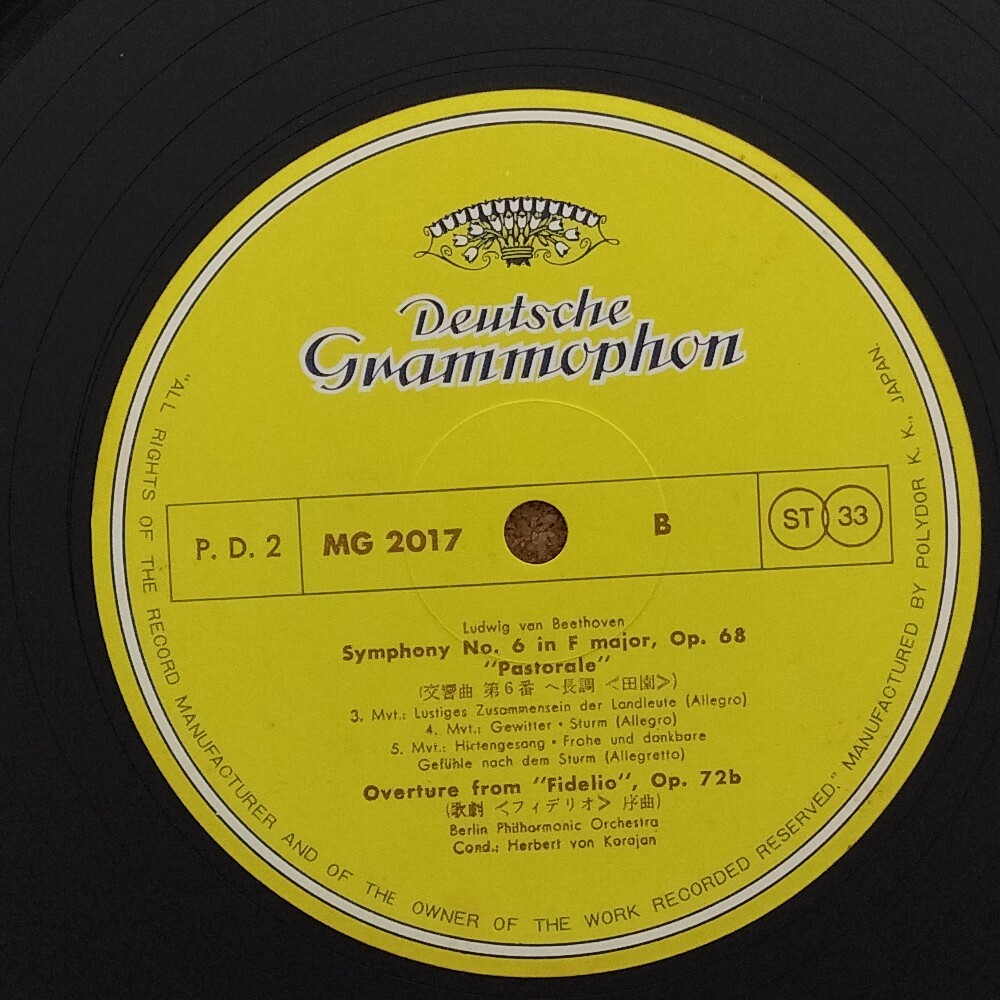 Deutsche
Grammophon
P. D. 2
MG 2017
B
ST 33
Ludwig van Beethoven
Symphony No. 6 in F major, Op. 68
"Pastorale"
(交響曲 第6番 ヘ長調 <田園>)
3. Mvt.: Lustiges Zusammensein der Landleute (Allegro)
4. Mvt.: Gewitter • Sturm (Allegro)
5. Mvt.: Hirtengesang • Frohe und dankbare
Gefühle nach dem Sturm (Allegretto)
Overture from "Fidelio", Op. 72b
(歌劇 <フィデリオ> 序曲)
Berlin Philharmonic Orchestra
Cond.: Herbert von Karajan
"ALL RIGHTS OF THE RECORD MANUFACTURER AND OF THE OWNER OF THE WORK RECORDED RESERVED." MANUFACTURED BY POLYDOR K. K., JAPAN.